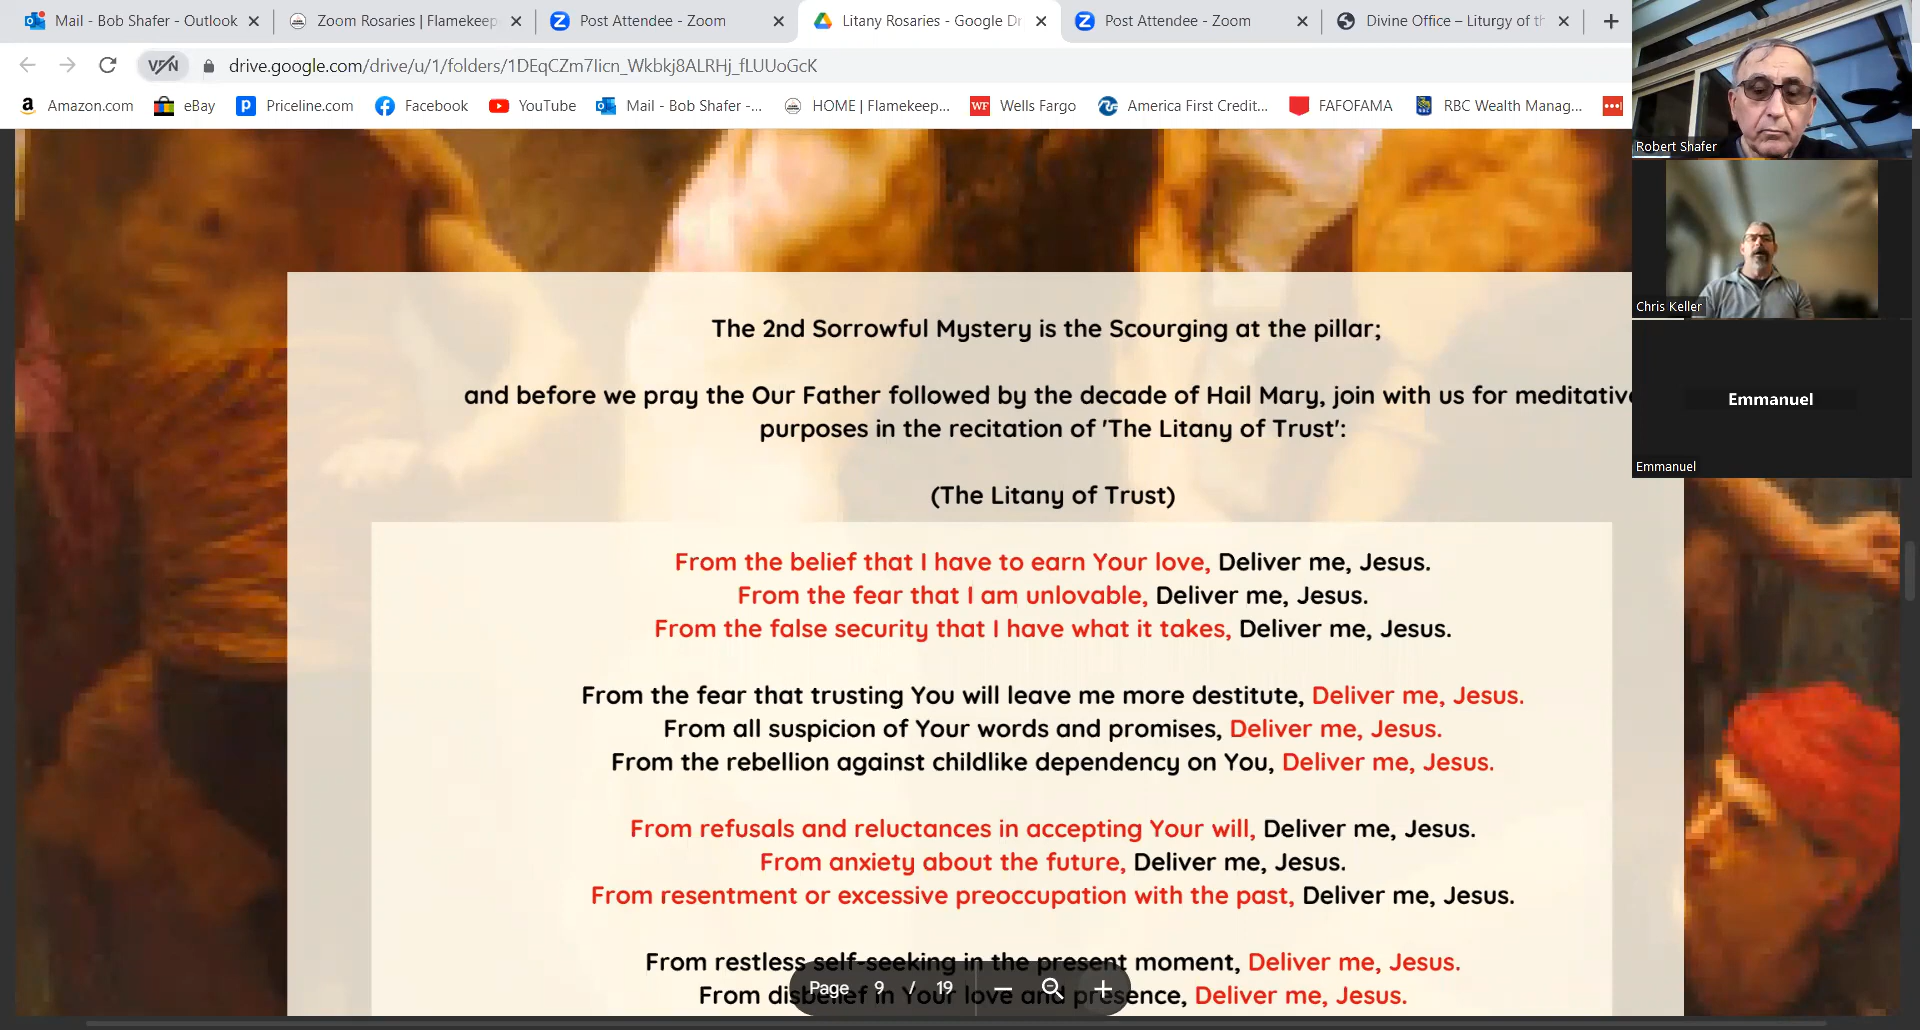 Mail - Bob Shafer - Outlook
Zoom Rosaries | Flamekeep
Post Attendee - Zoom
Litany Rosaries - Google Dr
Post Attendee - Zoom
Divine Office – Liturgy of th
VPN
drive.google.com/drive/u/1/folders/1DEqCZm7Iicn_Wkbkj8ALRHj_fLUUoGcK
Amazon.com
eBay
Priceline.com
Facebook
YouTube
Mail - Bob Shafer -...
HOME | Flamekeep...
WF Wells Fargo
America First Credit...
FAFOFAMA
RBC Wealth Manag...
Robert Shafer
Chris Keller
Emmanuel
Emmanuel
The 2nd Sorrowful Mystery is the Scourging at the pillar;
and before we pray the Our Father followed by the decade of Hail Mary, join with us for meditative
purposes in the recitation of 'The Litany of Trust':
(The Litany of Trust)
From the belief that I have to earn Your love, Deliver me, Jesus.
From the fear that I am unlovable, Deliver me, Jesus.
From the false security that I have what it takes, Deliver me, Jesus.
From the fear that trusting You will leave me more destitute, Deliver me, Jesus.
From all suspicion of Your words and promises, Deliver me, Jesus.
From the rebellion against childlike dependency on You, Deliver me, Jesus.
From refusals and reluctances in accepting Your will, Deliver me, Jesus.
From anxiety about the future, Deliver me, Jesus.
From resentment or excessive preoccupation with the past, Deliver me, Jesus.
From restless self-seeking in the present moment, Deliver me, Jesus.
From disbelief in Your love and presence, Deliver me, Jesus.
Page 9 / 19